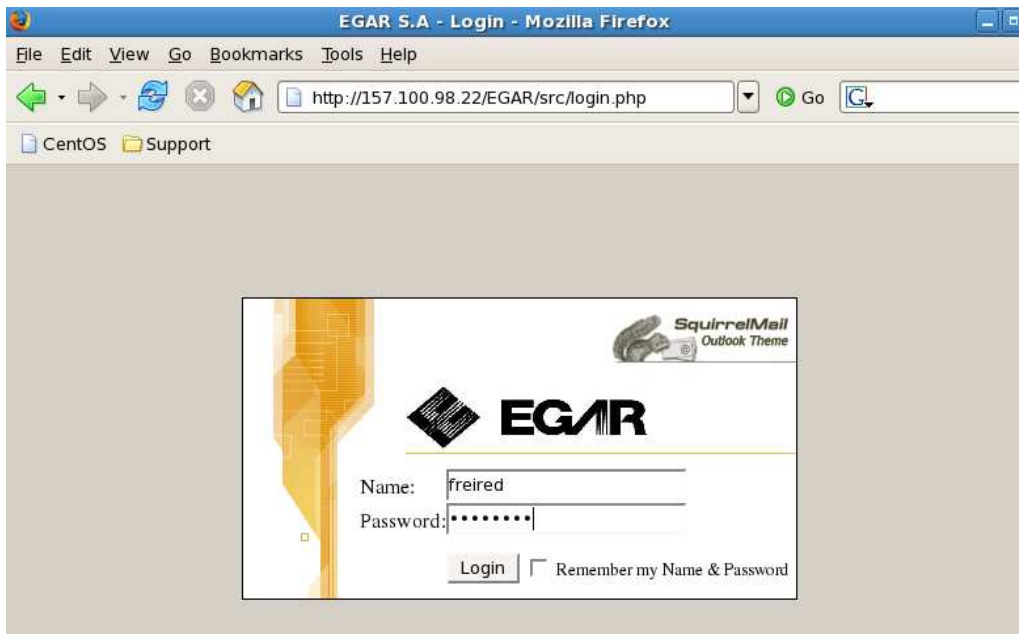 EGAR S.A - Login - Mozilla Firefox
File Edit View Go Bookmarks Tools Help
http://157.100.98.22/EGAR/src/login.php Go G
CentOS Support
SquirrelMail
Outlook Theme
EGAR
Name: freired
Password: ••••••••
Login Remember my Name & Password